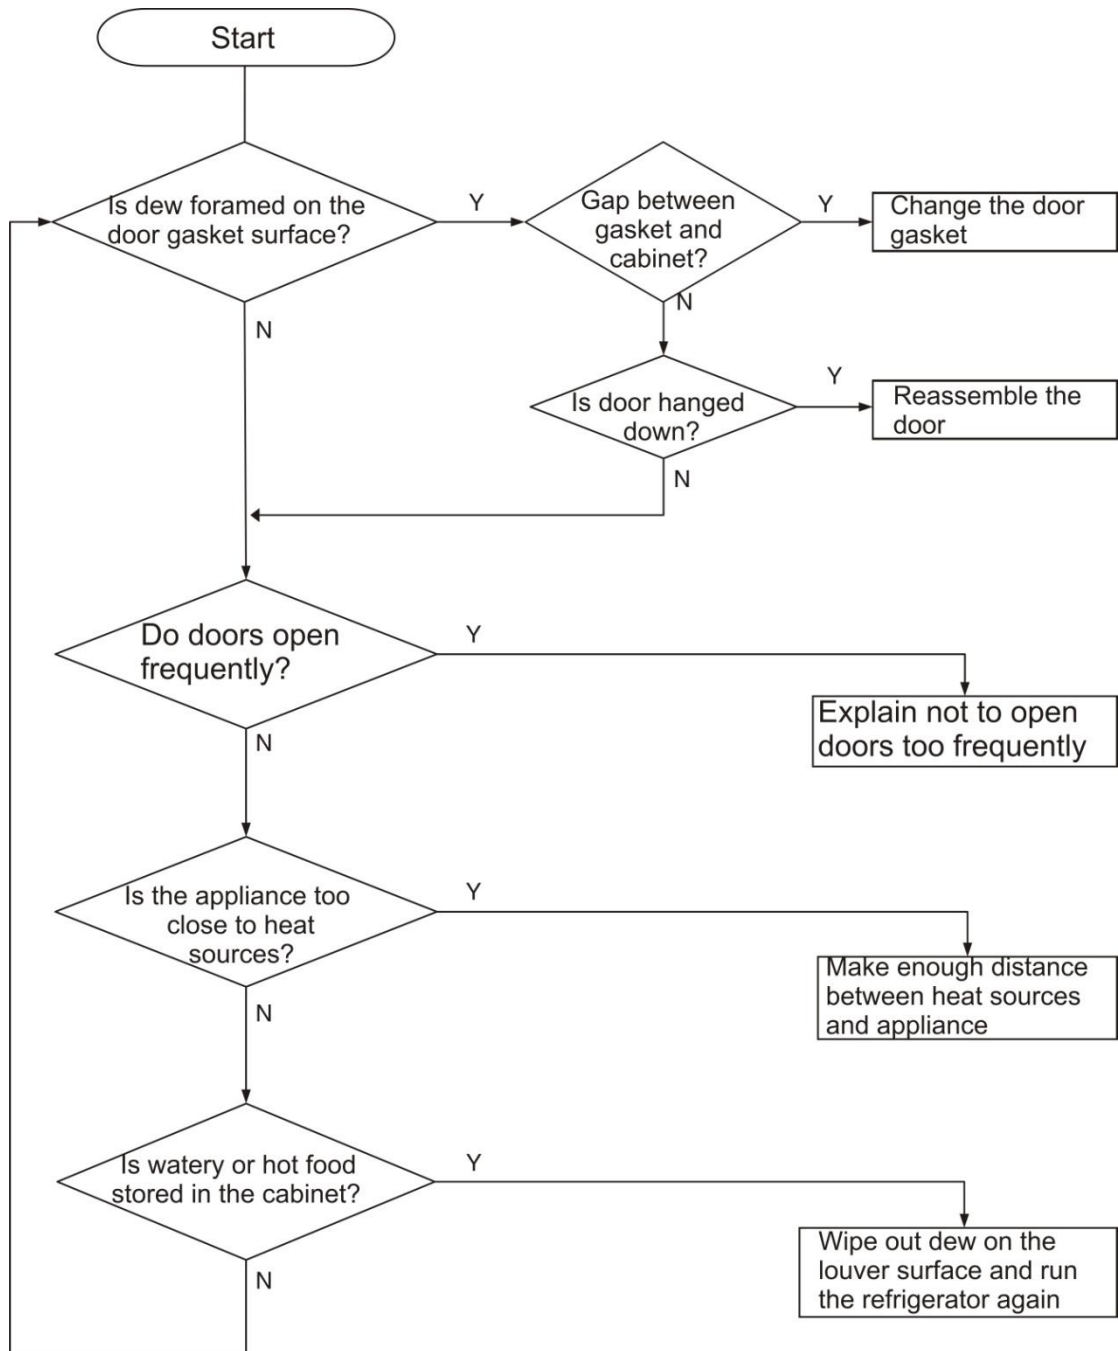 Start
Is dew foramed on the
door gasket surface?
Y
Gap between
gasket and
cabinet?
Y
Change the door
gasket
N
N
Is door hanged
down?
Y
Reassemble the
door
N
Do doors open
frequently?
Y
Explain not to open
doors too frequently
N
Is the appliance too
close to heat
sources?
Y
Make enough distance
between heat sources
and appliance
N
Is watery or hot food
stored in the cabinet?
Y
Wipe out dew on the
louver surface and run
the refrigerator again
N